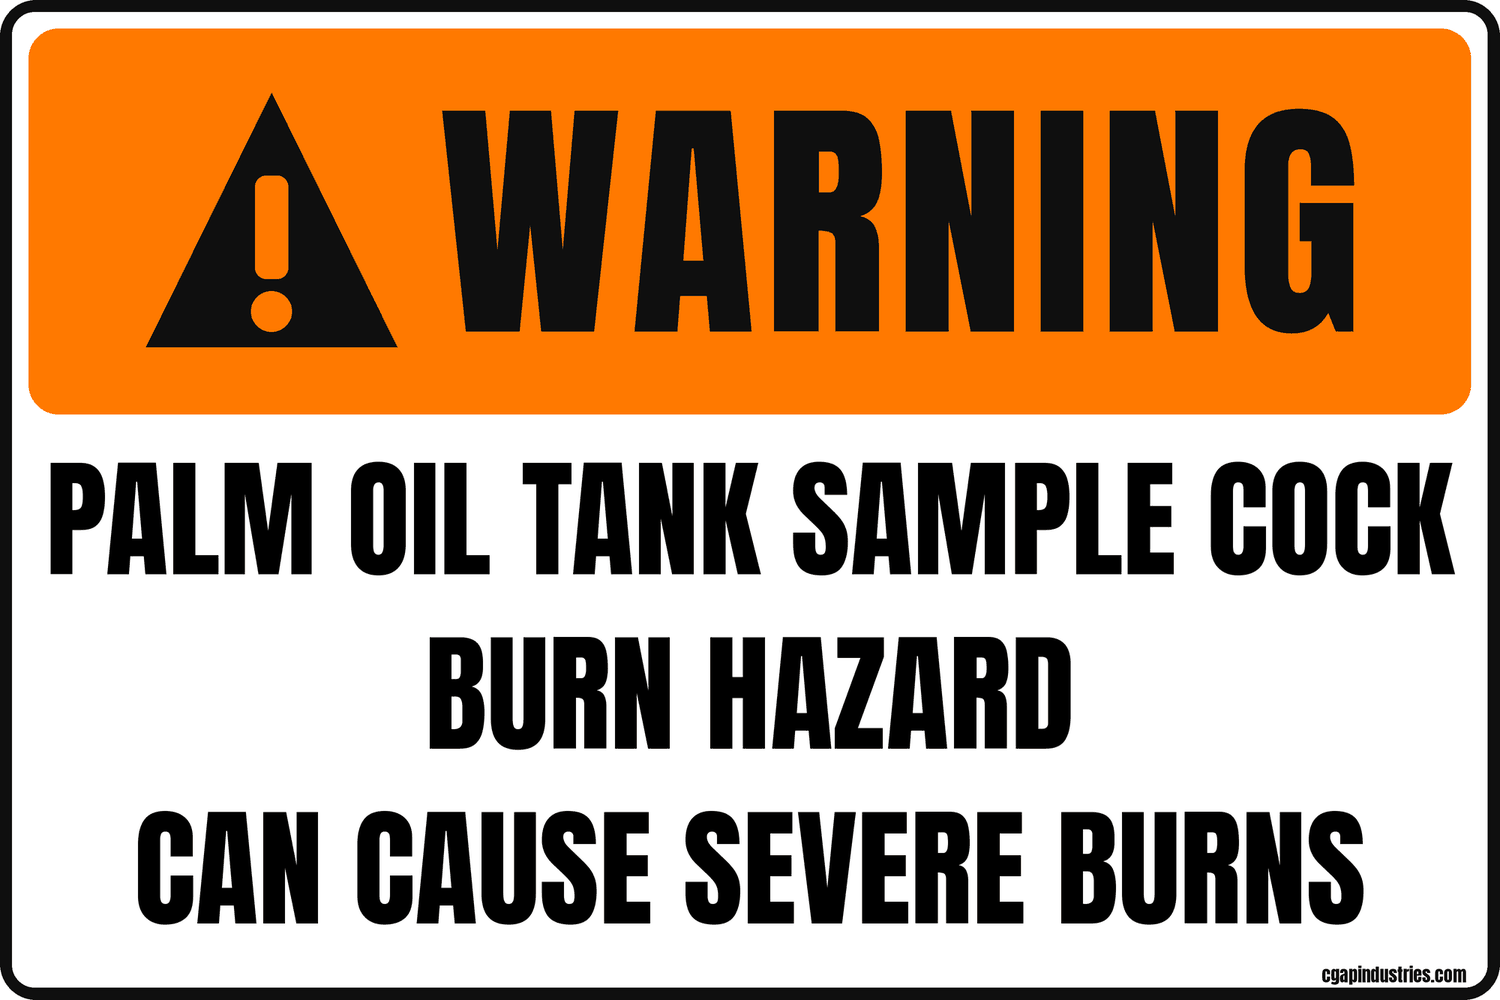 WARNING
PALM OIL TANK SAMPLE COCK
BURN HAZARD
CAN CAUSE SEVERE BURNS
cgapindustries.com